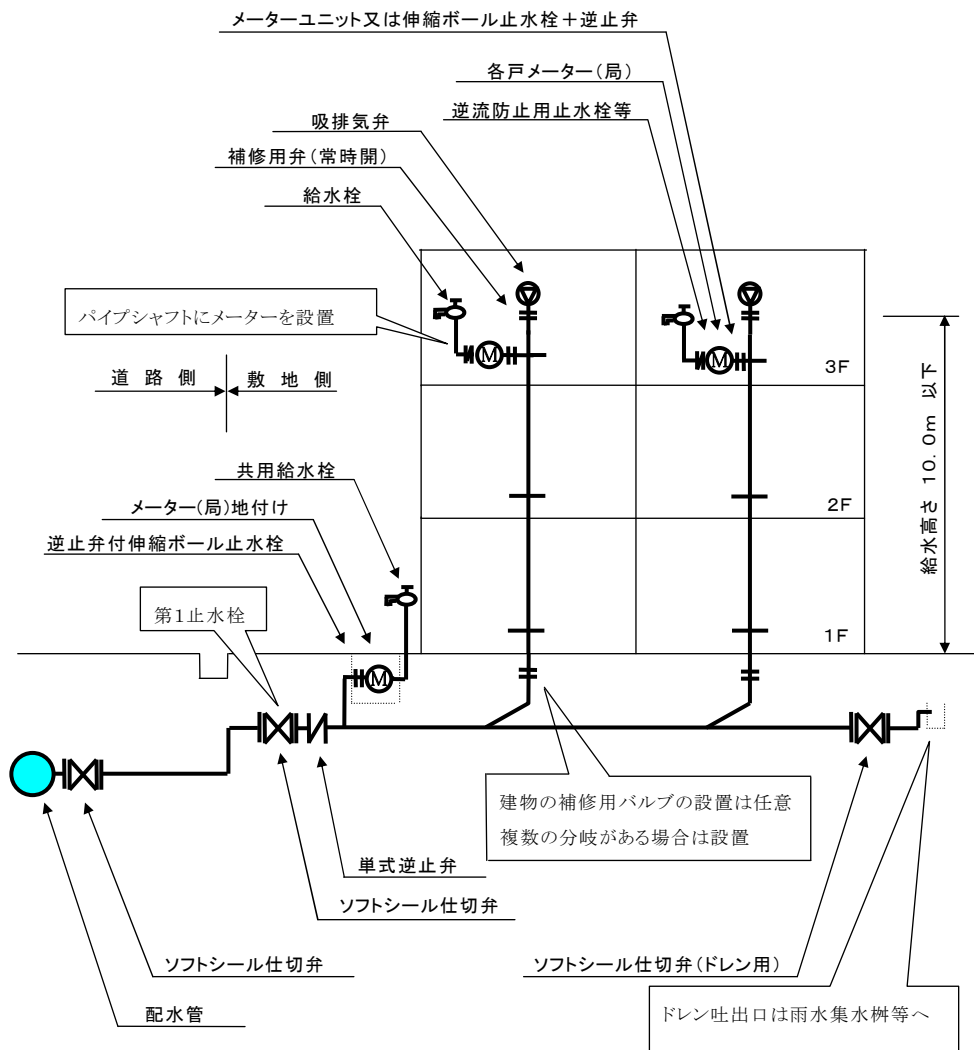 メーターユニット又は伸縮ボール止水栓＋逆止弁
各戸メーター(局)
逆流防止用止水栓等
吸排気弁
補修用弁(常時開)
給水栓
パイプシャフトにメーターを設置
道路側
敷地側
M
M
3F
2F
1F
給水高さ 10.0m 以下
共用給水栓
メーター(局)地付け
逆止弁付伸縮ボール止水栓
第1止水栓
M
建物の補修用バルブの設置は任意
複数の分岐がある場合は設置
単式逆止弁
ソフトシール仕切弁
ソフトシール仕切弁
ソフトシール仕切弁(ドレン用)
配水管
ドレン吐出口は雨水集水桝等へ